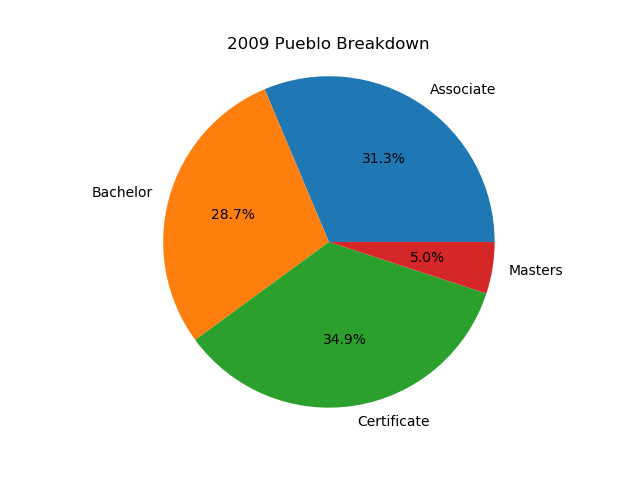 2009 Pueblo Breakdown
Associate
31.3%
Bachelor
28.7%
Masters
5.0%
34.9%
Certificate